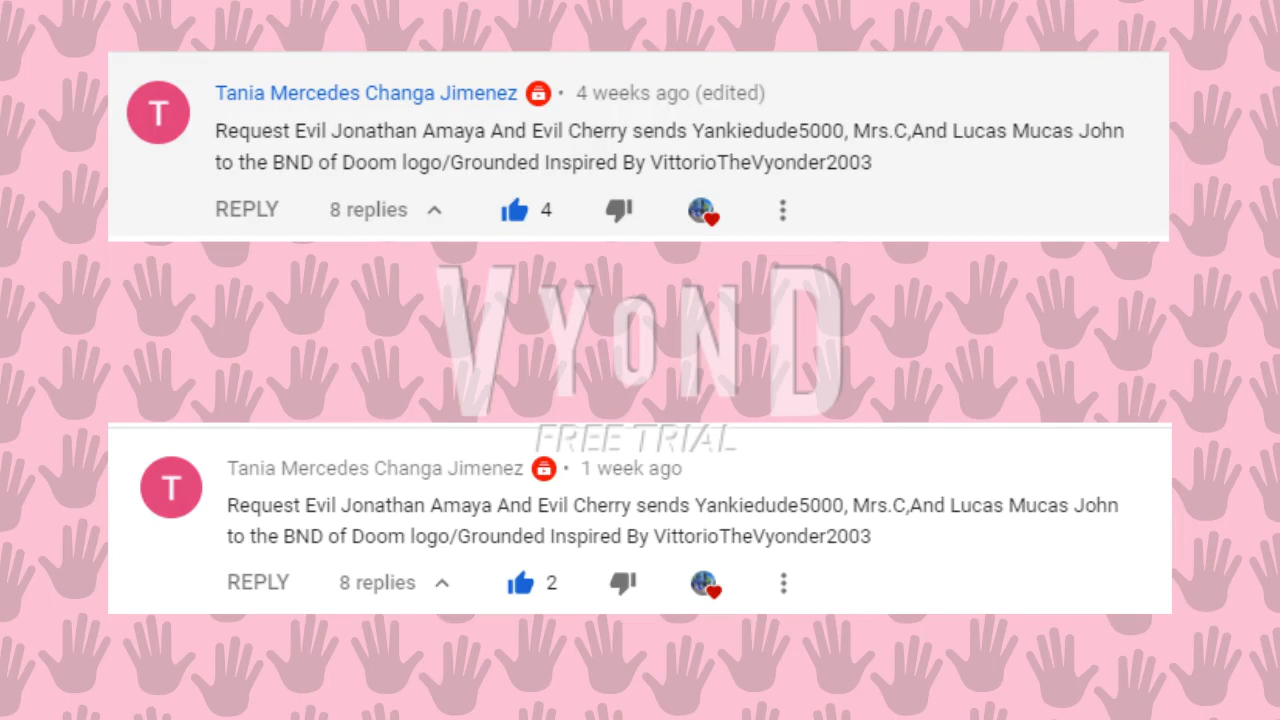 T
Tania Mercedes Changa Jimenez • 4 weeks ago (edited)
Request Evil Jonathan Amaya And Evil Cherry sends Yankiedude5000, Mrs.C,And Lucas Mucas John
to the BND of Doom logo/Grounded Inspired By VittorioTheVyonder2003
REPLY 8 replies 4
VYOND
FREE TRIAL
T
Tania Mercedes Changa Jimenez • 1 week ago
Request Evil Jonathan Amaya And Evil Cherry sends Yankiedude5000, Mrs.C,And Lucas Mucas John
to the BND of Doom logo/Grounded Inspired By VittorioTheVyonder2003
REPLY 8 replies 2